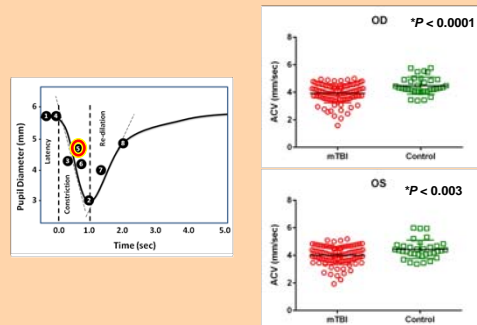 Pupil Diameter (mm)
6
5
4
3
Latency
Constriction
Re-dilation
1
4
3
5
6
2
7
8
0.0 1.0 2.0 3.0 4.0 5.0
Time (sec)
OD
*P < 0.0001
ACV (mm/sec)
8
6
4
2
0
mTBI Control
OS
*P < 0.003
ACV (mm/sec)
8
6
4
2
0
mTBI Control